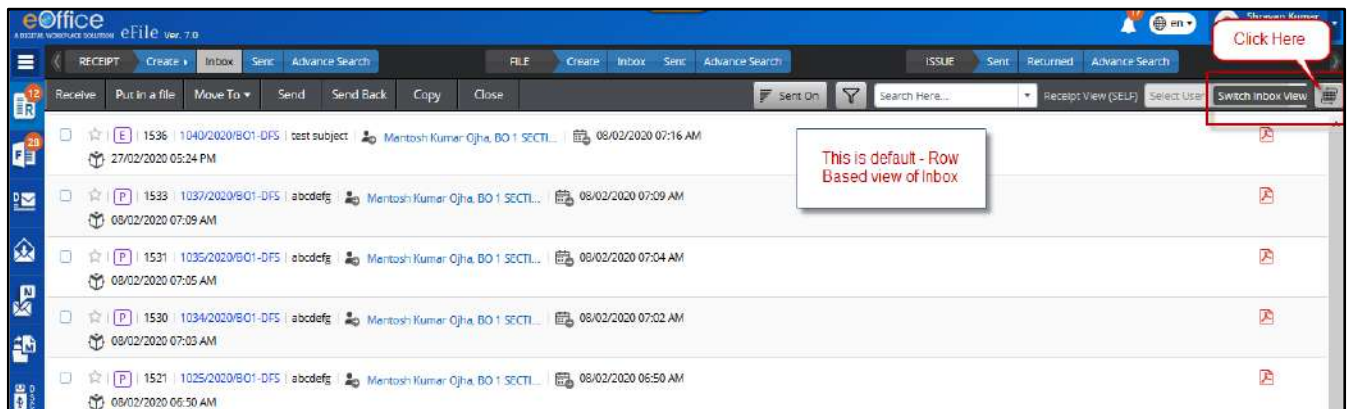 eOffice
A DIGITAL WORKPLACE SOLUTION eFile Ver. 7.0
17
en
Shravan Kumar
Click Here
RECEIPT Create Inbox Sent Advance Search FILE Create Inbox Sent Advance Search ISSUE Sent Returned Advance Search
12
R
Receive Put in a file Move To Send Send Back Copy Close Sent On Search Here... Receipt View (SELF) Select User Switch Inbox View
E 1536 1040/2020/BO1-DFS test subject Mantosh Kumar Ojha, BO 1 SECTI... 08/02/2020 07:16 AM
27/02/2020 05:24 PM
This is default - Row
Based view of Inbox
F
P 1533 1037/2020/BO1-DFS abcdefg Mantosh Kumar Ojha, BO 1 SECTI... 08/02/2020 07:09 AM
08/02/2020 07:09 AM
D
P 1531 1035/2020/BO1-DFS abcdefg Mantosh Kumar Ojha, BO 1 SECTI... 08/02/2020 07:04 AM
08/02/2020 07:05 AM
N
P 1530 1034/2020/BO1-DFS abcdefg Mantosh Kumar Ojha, BO 1 SECTI... 08/02/2020 07:02 AM
08/02/2020 07:03 AM
M
P 1521 1025/2020/BO1-DFS abcdefg Mantosh Kumar Ojha, BO 1 SECTI... 08/02/2020 06:50 AM
08/02/2020 06:50 AM